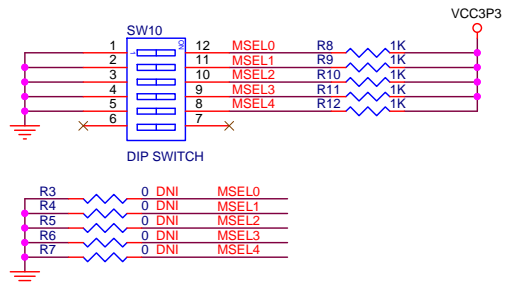 VCC3P3
SW10
ON
1 1 12 MSEL0 R8 1K
2 11 MSEL1 R9 1K
3 10 MSEL2 R10 1K
4 9 MSEL3 R11 1K
5 8 MSEL4 R12 1K
6 7
DIP SWITCH
R3 0 DNI MSEL0
R4 0 DNI MSEL1
R5 0 DNI MSEL2
R6 0 DNI MSEL3
R7 0 DNI MSEL4